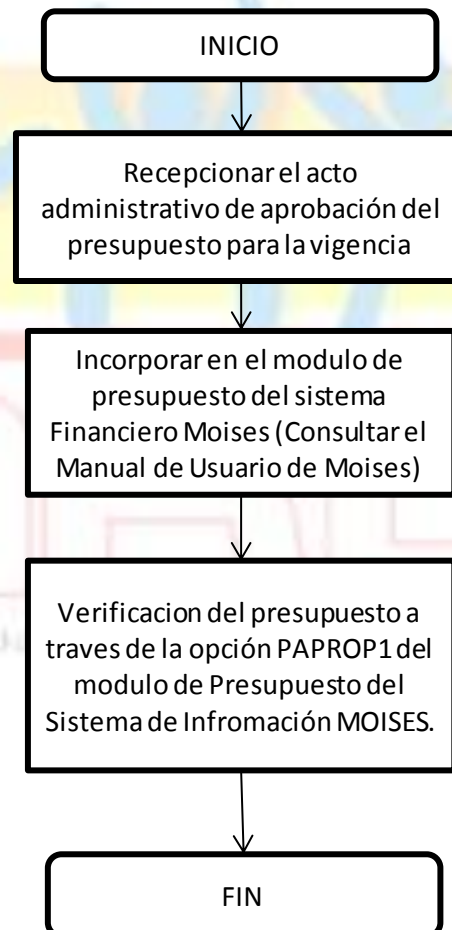 INICIO
Recepcionar el acto
administrativo de aprobación del
presupuesto para la vigencia
Incorporar en el modulo de
presupuesto del sistema
Financiero Moises (Consultar el
Manual de Usuario de Moises)
Verificacion del presupuesto a
traves de la opción PAPROP1 del
modulo de Presupuesto del
Sistema de Infromación MOISES.
FIN